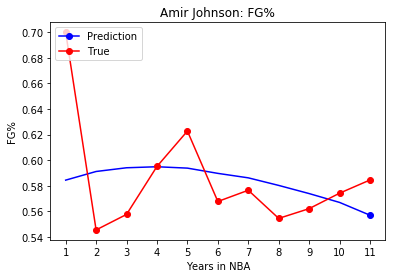 Amir Johnson: FG%
Prediction
True
FG%
0.70
0.68
0.66
0.64
0.62
0.60
0.58
0.56
0.54
1 2 3 4 5 6 7 8 9 10 11
Years in NBA